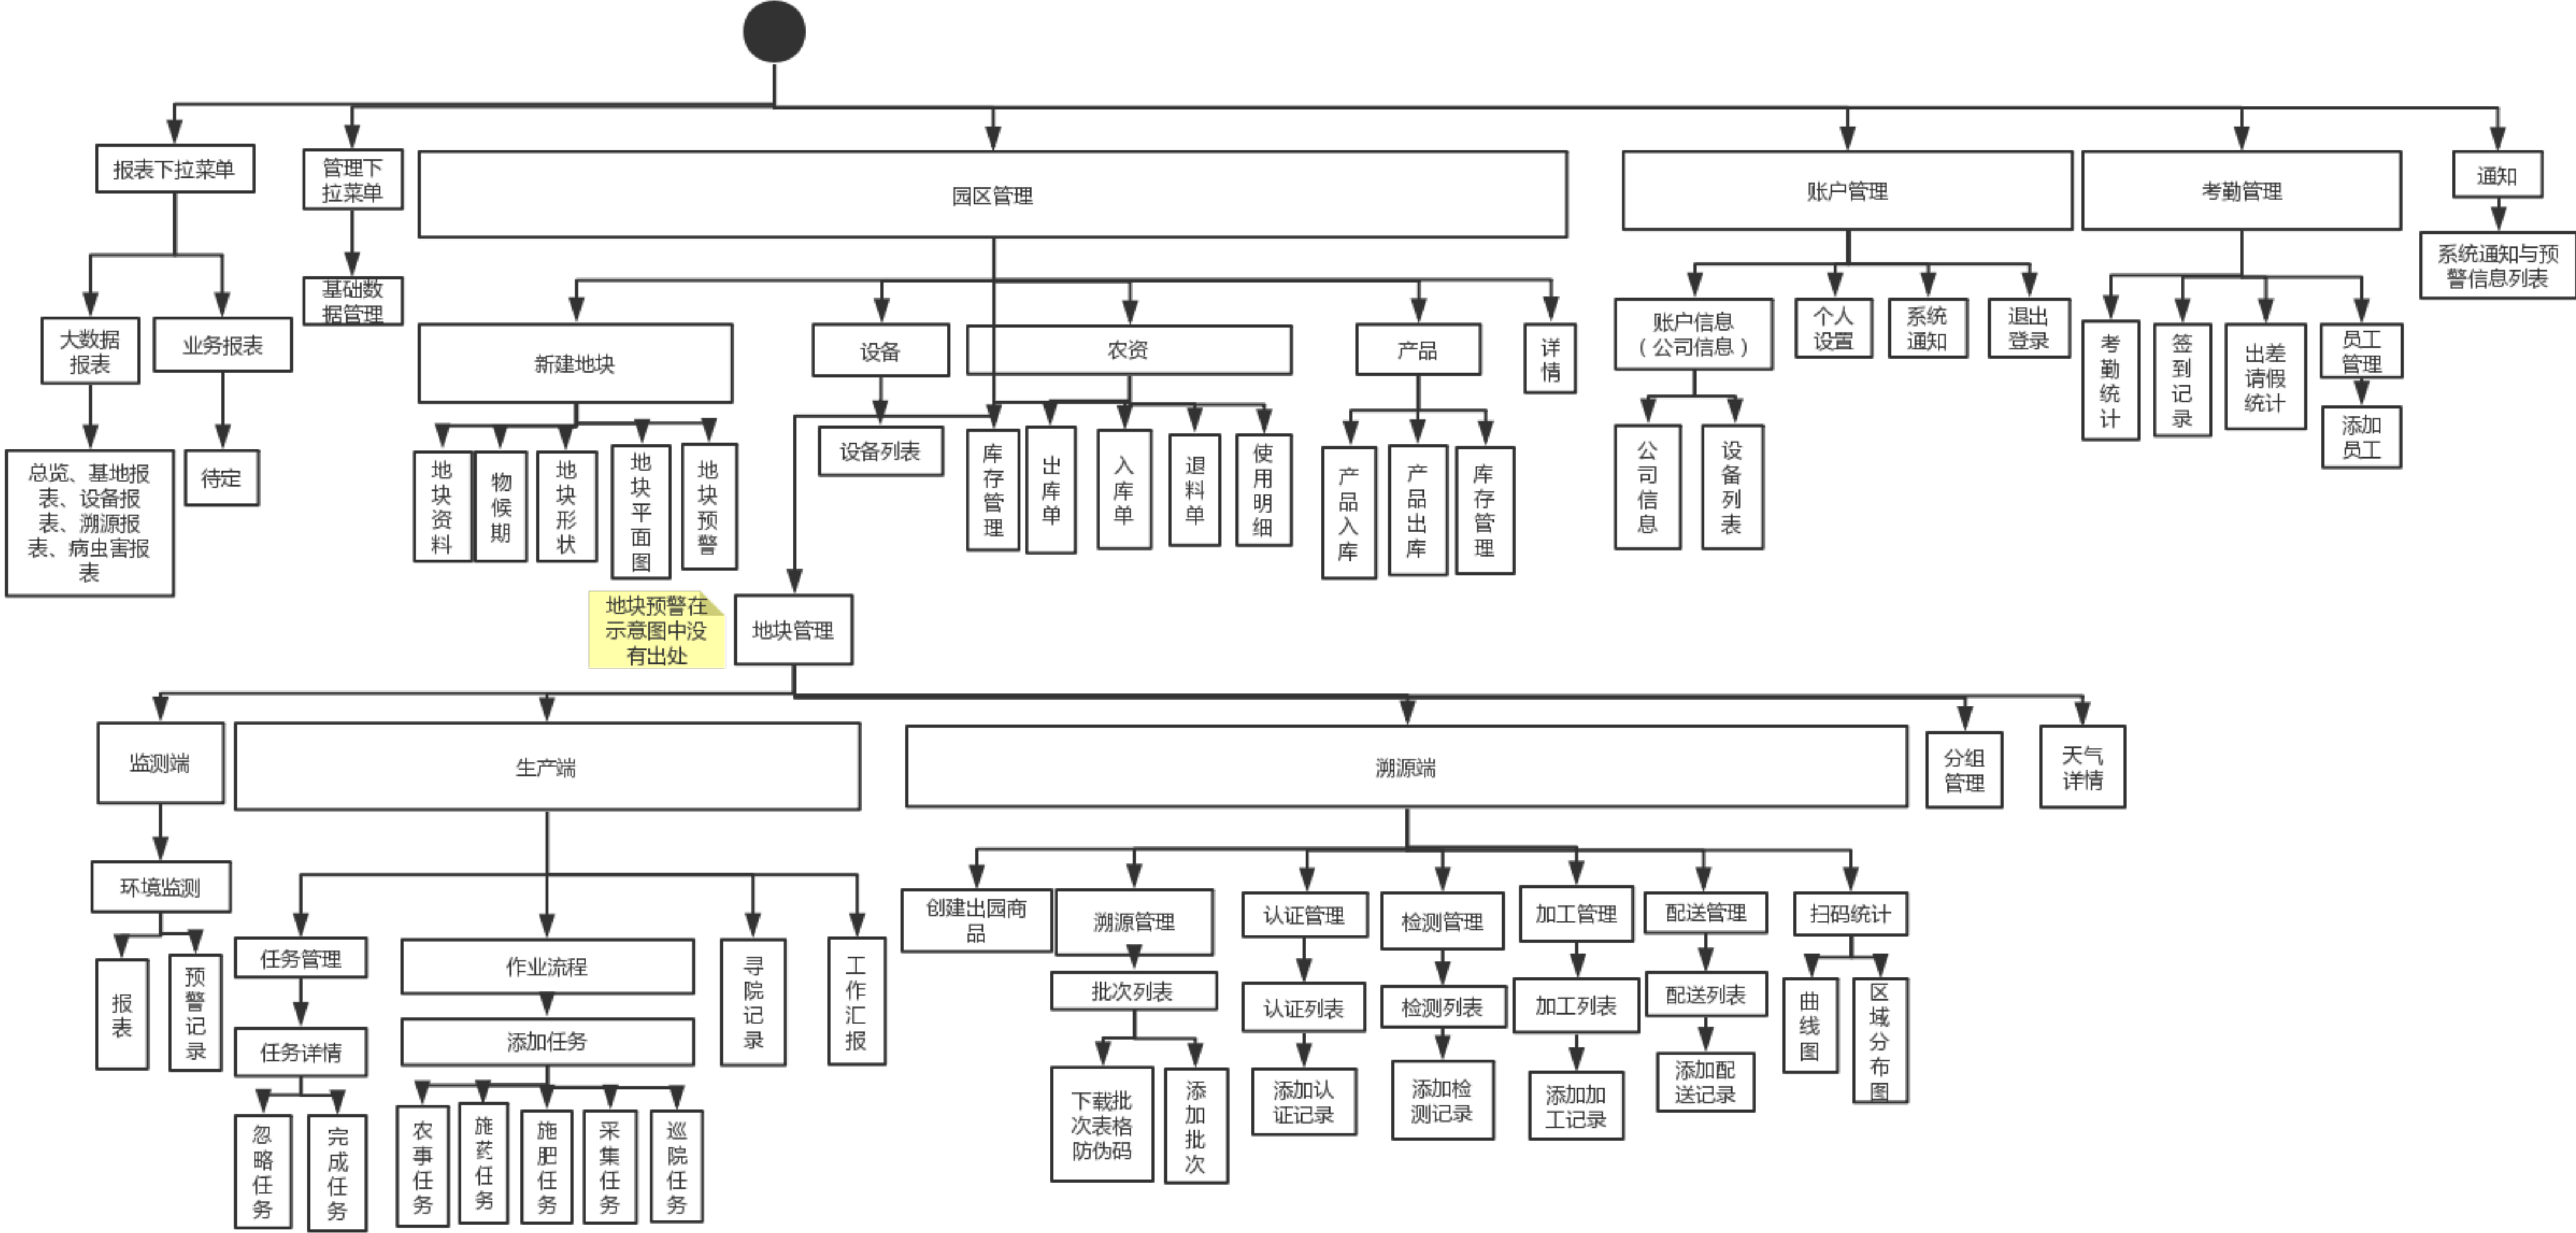 报表下拉菜单
管理下
拉菜单
园区管理
账户管理
考勤管理
通知
系统通知与预
警信息列表
基础数
据管理
大数据
报表
业务报表
新建地块
设备
农资
产品
详
情
账户信息
（公司信息）
个人
设置
系统
通知
退出
登录
考
勤
统
计
签
到
记
录
出差
请假
统计
员工
管理
添加
员工
总览、基地报
表、设备报
表、溯源报
表、病虫害报
表
待定
地
块
资
料
物
候
期
地
块
形
状
地
块
平
面
图
地
块
预
警
设备列表
库
存
管
理
出
库
单
入
库
单
退
料
单
使
用
明
细
产
品
入
库
产
品
出
库
库
存
管
理
公
司
信
息
设
备
列
表
地块预警在
示意图中没
有出处
地块管理
监测端
生产端
溯源端
分组
管理
天气
详情
环境监测
报
表
预
警
记
录
任务管理
作业流程
寻
院
记
录
工
作
汇
报
任务详情
添加任务
忽
略
任
务
完
成
任
务
农
事
任
务
施
药
任
务
施
肥
任
务
采
集
任
务
巡
院
任
务
创建出园商
品
溯源管理
认证管理
检测管理
加工管理
配送管理
扫码统计
批次列表
认证列表
检测列表
加工列表
配送列表
曲
线
图
区
域
分
布
图
下载批
次表格
防伪码
添
加
批
次
添加认
证记录
添加检
测记录
添加加
工记录
添加配
送记录